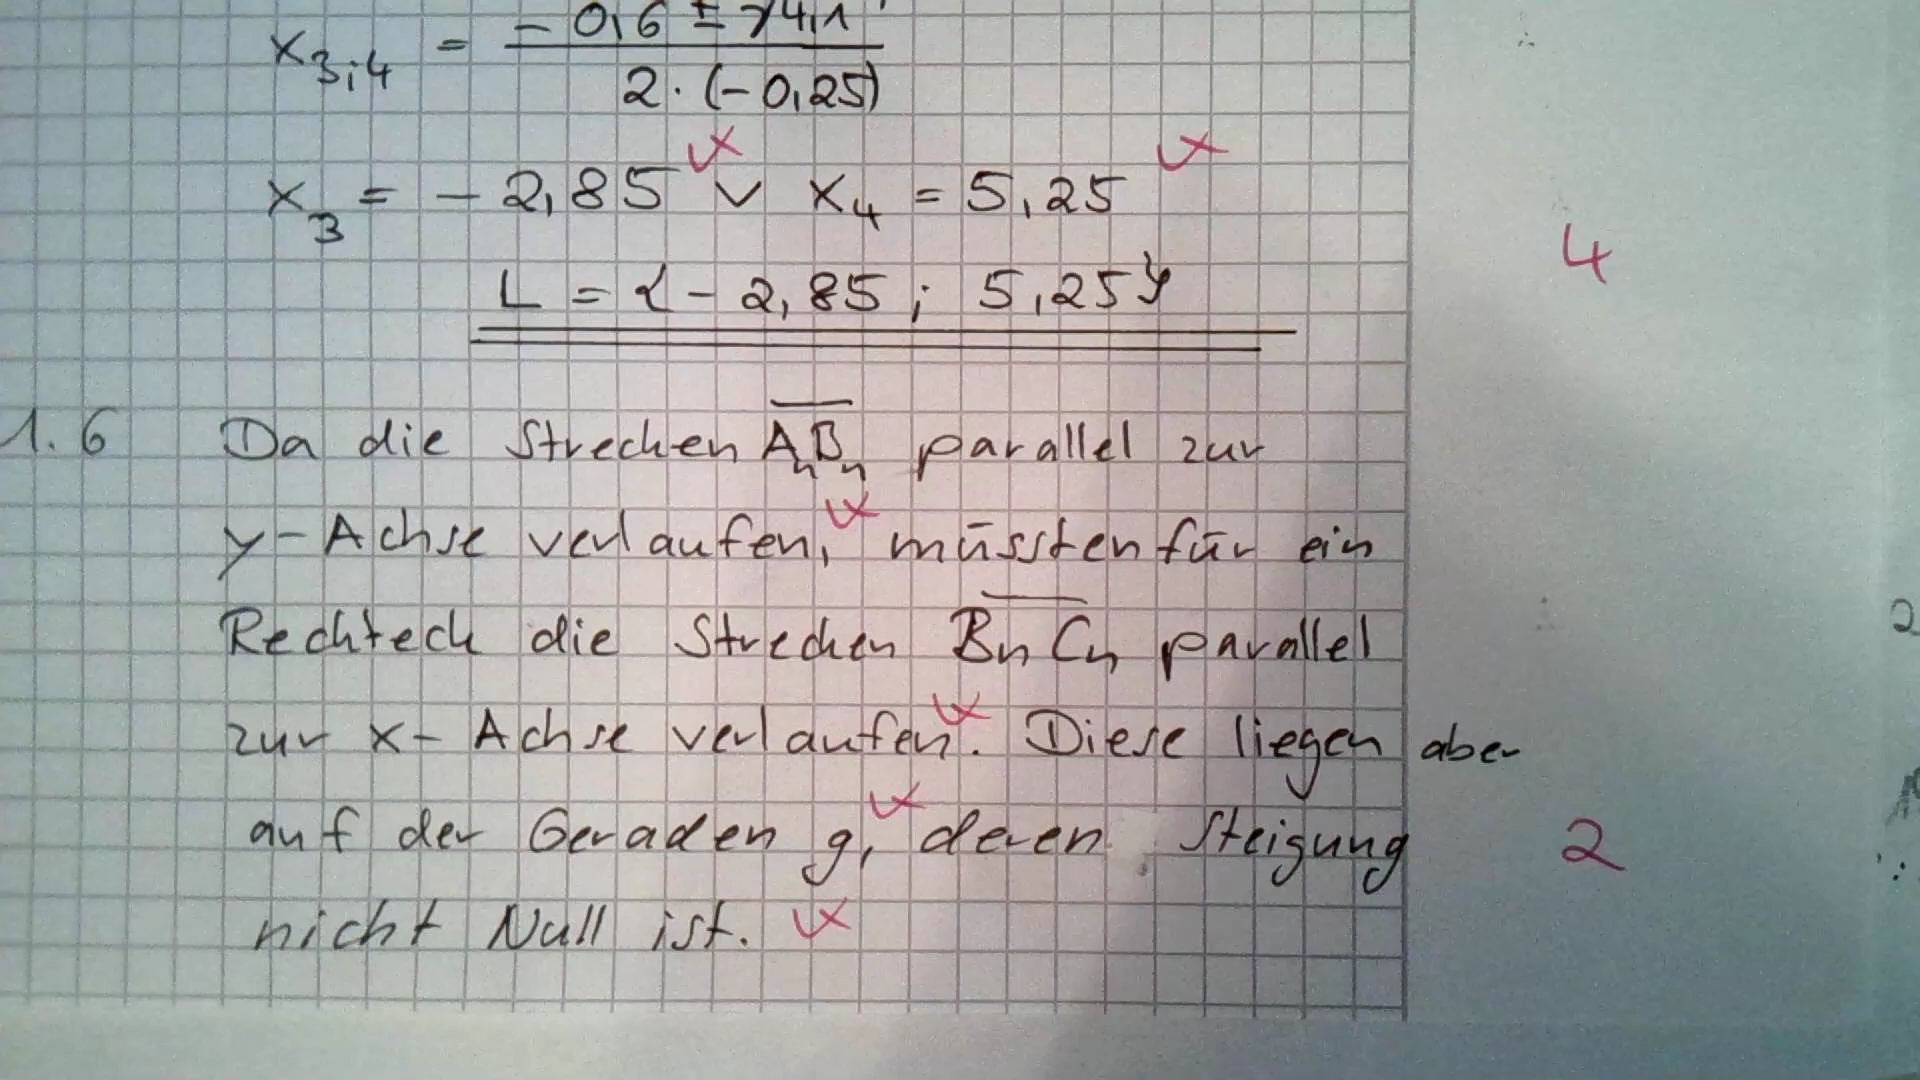 x3;4 = (-0,6 ± √4,1) / (2·(-0,25))
x3 = -2,85 v x4 = 5,25
4
L = {-2,85 ; 5,25}
1.6 Da die Strecken AnBn parallel zur
y-Achse verlaufen, müssten für ein
Rechteck die Strecken BnCn parallel
zur x-Achse verlaufen. Diese liegen aber
auf der Geraden g, deren Steigung
2
nicht Null ist.